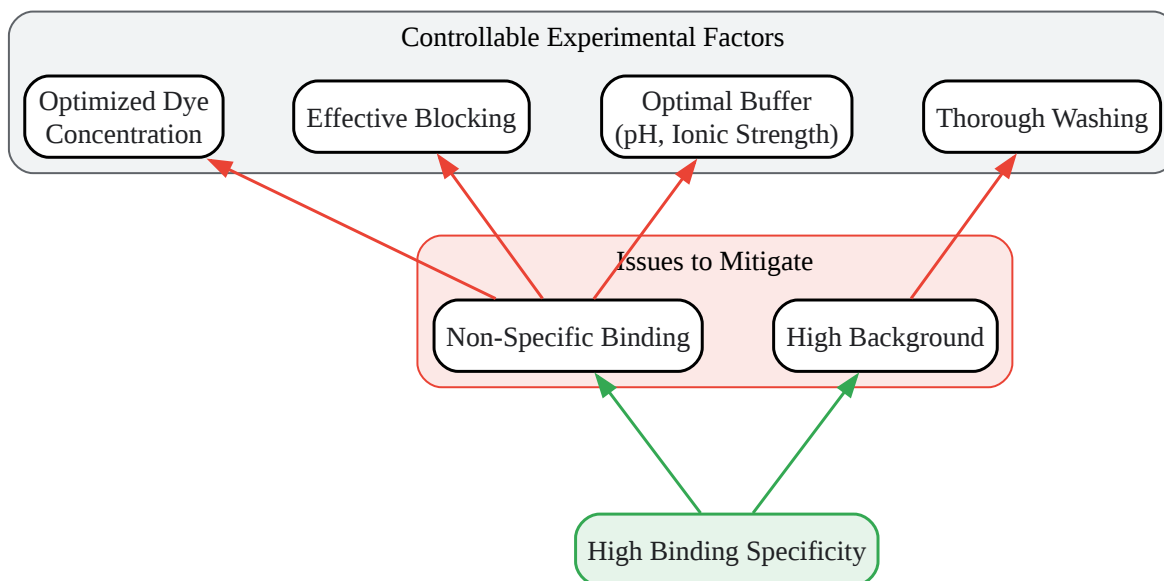 Controllable Experimental Factors
Optimized Dye
Concentration
Effective Blocking
Optimal Buffer
(pH, Ionic Strength)
Thorough Washing
Issues to Mitigate
Non-Specific Binding
High Background
High Binding Specificity